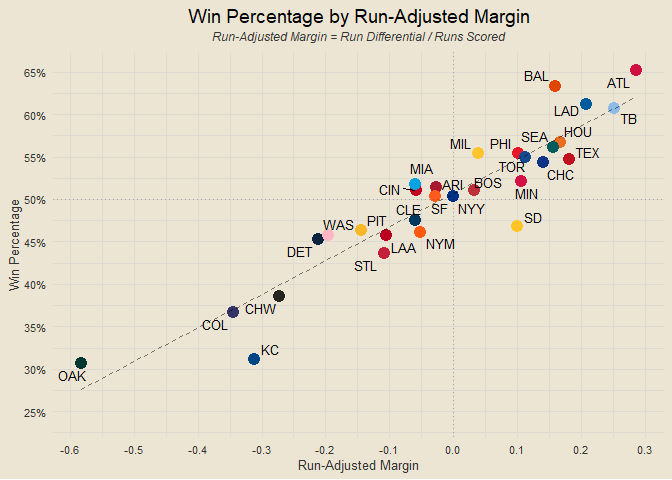 Win Percentage by Run-Adjusted Margin
Run-Adjusted Margin = Run Differential / Runs Scored
Win Percentage
65%
60%
55%
50%
45%
40%
35%
30%
25%
BAL
ATL
LAD
TB
SEA
HOU
MIL
PHI
TEX
TOR
CHC
MIA
CIN
ARI
BOS
MIN
CLE
SF
NYY
SD
WAS
PIT
DET
LAA
NYM
STL
CHW
COL
KC
OAK
-0.6
-0.5
-0.4
-0.3
-0.2
-0.1
0.0
0.1
0.2
0.3
Run-Adjusted Margin